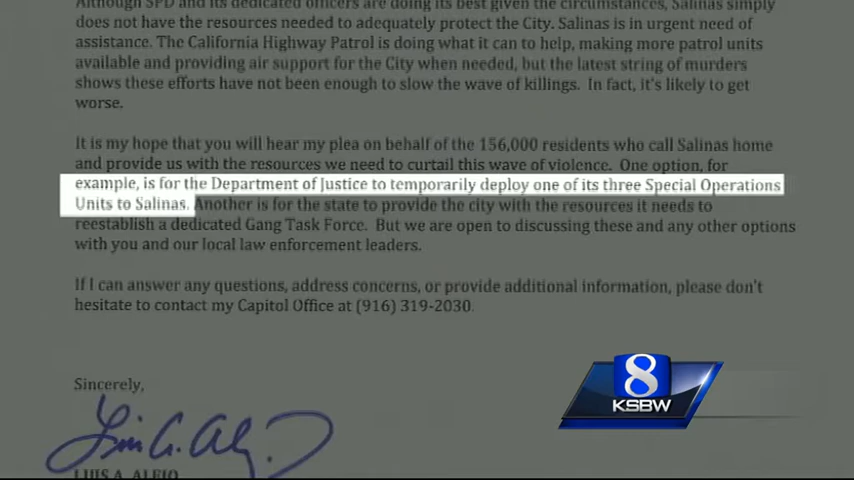 Although SPD and its dedicated officers are doing its best given the circumstances, Salinas simply
does not have the resources needed to adequately protect the City. Salinas is in urgent need of
assistance. The California Highway Patrol is doing what it can to help, making more patrol units
available and providing air support for the City when needed, but the latest string of murders
shows these efforts have not been enough to slow the wave of killings. In fact, it's likely to get
worse.
It is my hope that you will hear my plea on behalf of the 156,000 residents who call Salinas home
and provide us with the resources we need to curtail this wave of violence. One option, for
example, is for the Department of Justice to temporarily deploy one of its three Special Operations
Units to Salinas. Another is for the state to provide the city with the resources it needs to
reestablish a dedicated Gang Task Force. But we are open to discussing these and any other options
with you and our local law enforcement leaders.
If I can answer any questions, address concerns, or provide additional information, please don't
hesitate to contact my Capitol Office at (916) 319-2030.
Sincerely,
LUIS A. ALEJO
8
KSBW